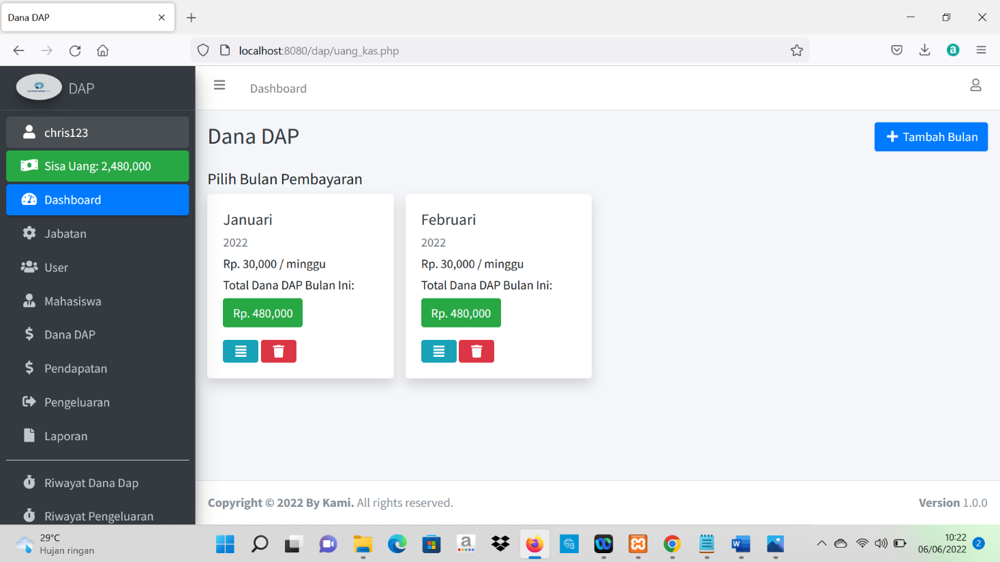 Dana DAP
localhost:8080/dap/uang_kas.php
DAP
Dashboard
chris123
Sisa Uang: 2,480,000
Dashboard
Jabatan
User
Mahasiswa
Dana DAP
Pendapatan
Pengeluaran
Laporan
Riwayat Dana Dap
Riwayat Pengeluaran
Dana DAP
Tambah Bulan
Pilih Bulan Pembayaran
Januari
2022
Rp. 30,000 / minggu
Total Dana DAP Bulan Ini:
Rp. 480,000
Februari
2022
Rp. 30,000 / minggu
Total Dana DAP Bulan Ini:
Rp. 480,000
Copyright © 2022 By Kami. All rights reserved.
Version 1.0.0
29°C
Hujan ringan
10:22
06/06/2022
2